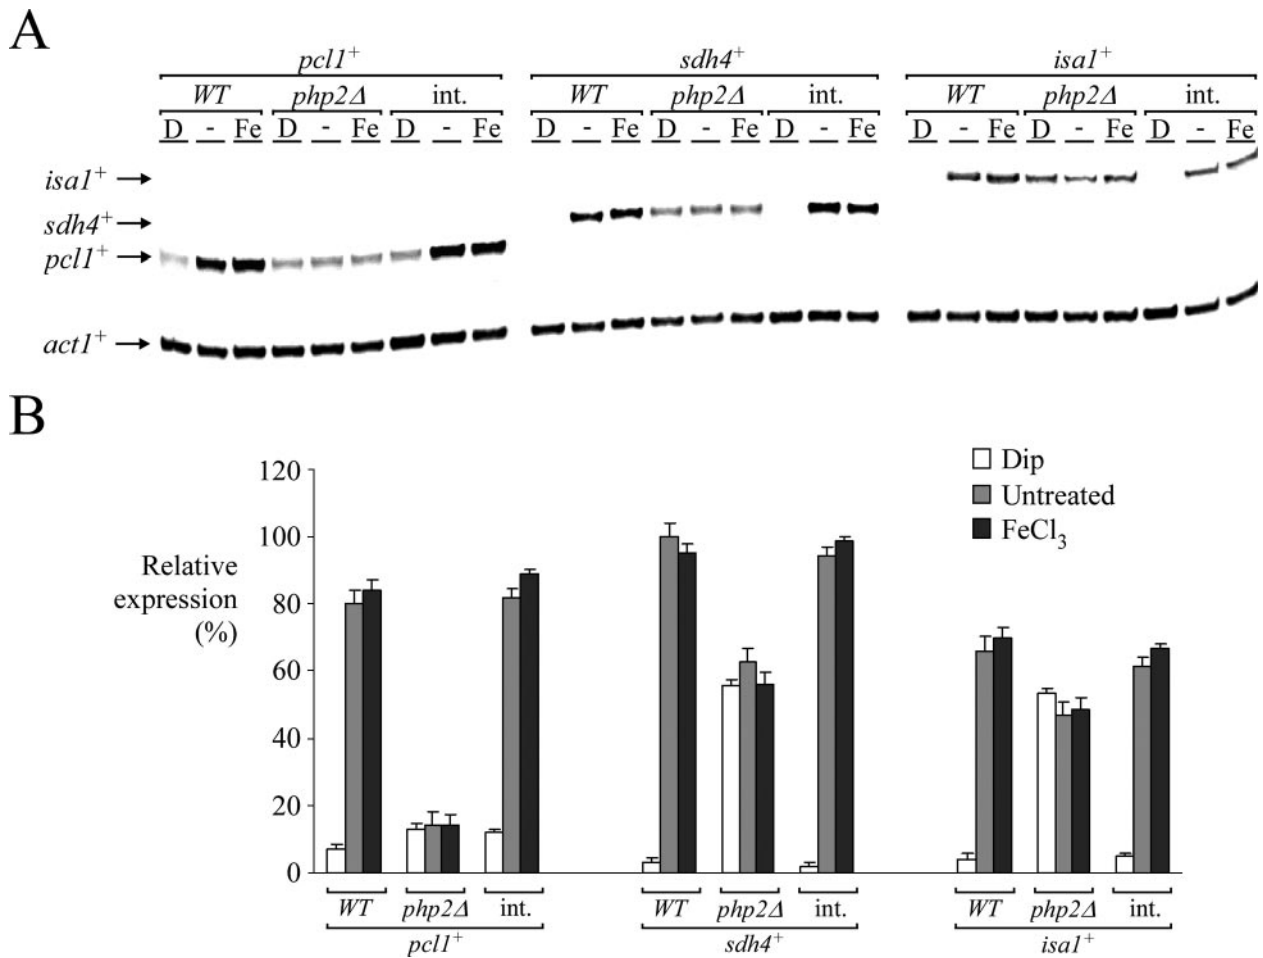 A
pcl1+ sdh4+ isa1+
WT php2Δ int. WT php2Δ int. WT php2Δ int.
D - Fe D - Fe D - Fe D - Fe D - Fe D - Fe D - Fe D - Fe D - Fe
isa1+
sdh4+
pcl1+
act1+
B
Dip
Untreated
FeCl3
Relative
expression
(%)
120
100
80
60
40
20
0
WT php2Δ int. WT php2Δ int. WT php2Δ int.
pcl1+ sdh4+ isa1+